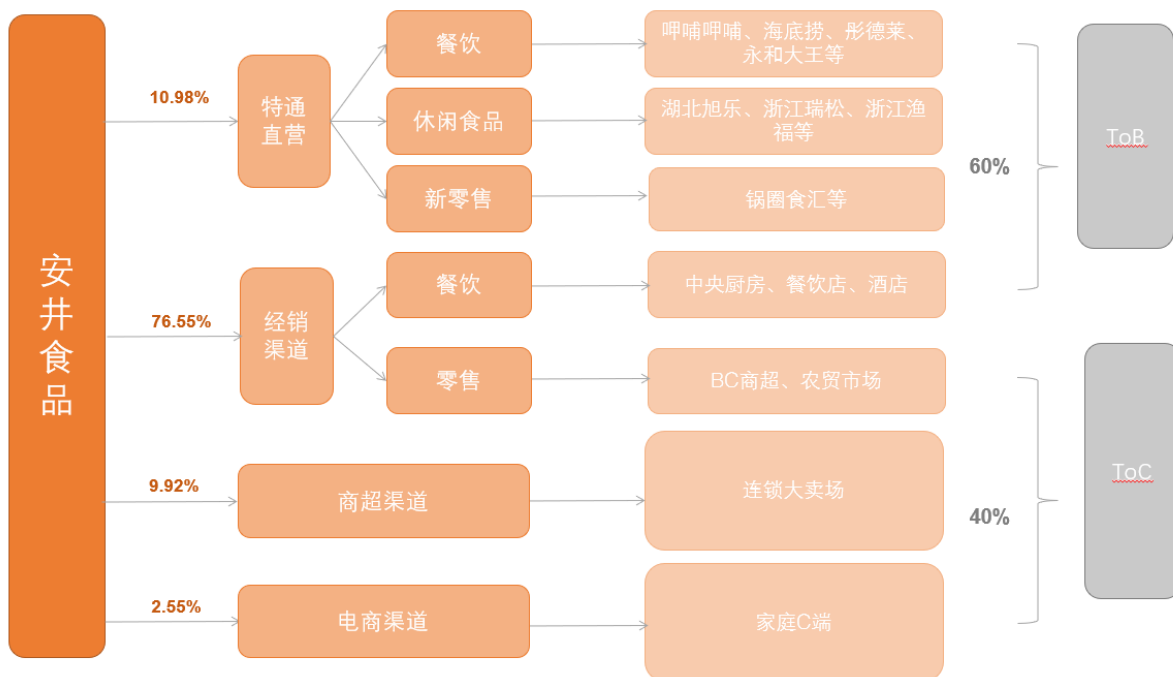 安井食品
10.98%
特通
直营
餐饮
呷哺呷哺、海底捞、彤德莱、
永和大王等
休闲食品
湖北旭乐、浙江瑞松、浙江渔
福等
新零售
锅圈食汇等
60%
ToB
76.55%
经销
渠道
餐饮
中央厨房、餐饮店、酒店
零售
BC商超、农贸市场
9.92%
商超渠道
连锁大卖场
40%
ToC
2.55%
电商渠道
家庭C端